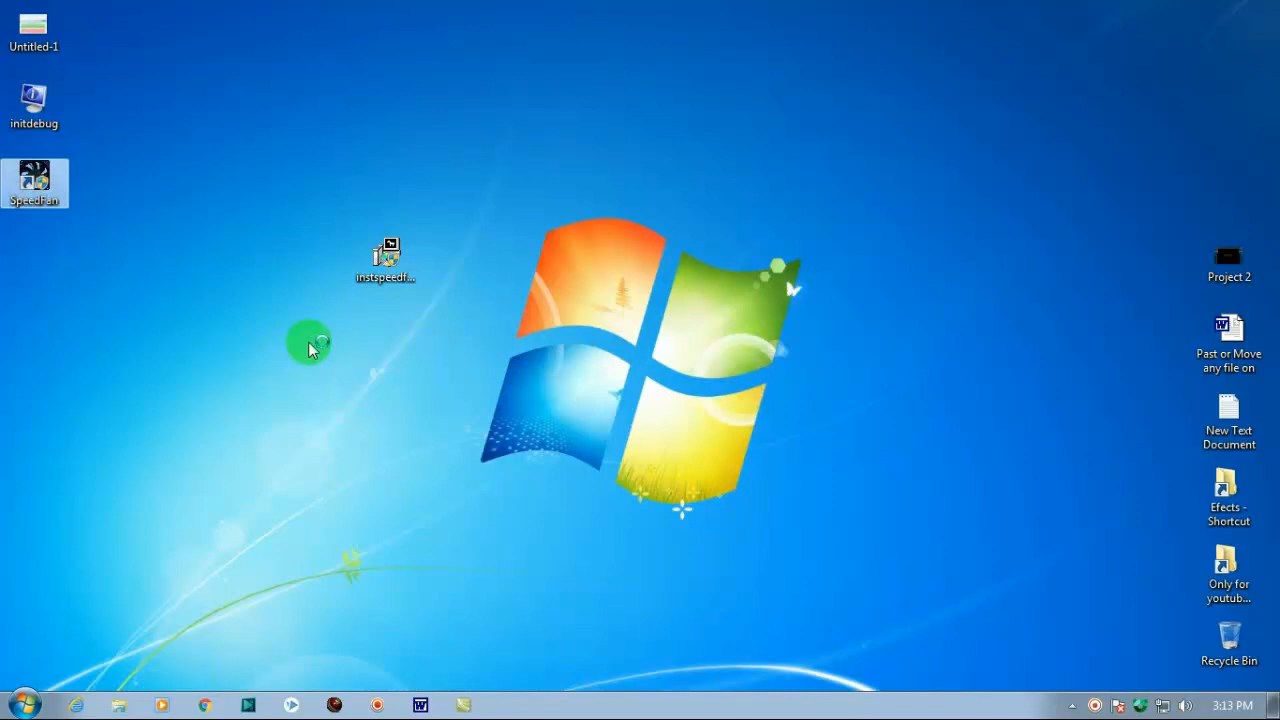 Untitled-1
initdebug
SpeedFan
instspeedf...
Project 2
Past or Move
any file on
New Text
Document
Efects -
Shortcut
Only for
youtub...
Recycle Bin
3:13 PM